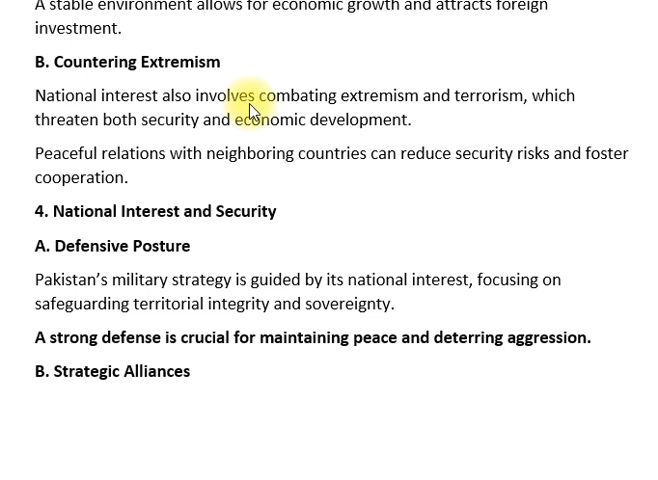 A stable environment allows for economic growth and attracts foreign
investment.
B. Countering Extremism
National interest also involves combating extremism and terrorism, which
threaten both security and economic development.
Peaceful relations with neighboring countries can reduce security risks and foster
cooperation.
4. National Interest and Security
A. Defensive Posture
Pakistan’s military strategy is guided by its national interest, focusing on
safeguarding territorial integrity and sovereignty.
A strong defense is crucial for maintaining peace and deterring aggression.
B. Strategic Alliances